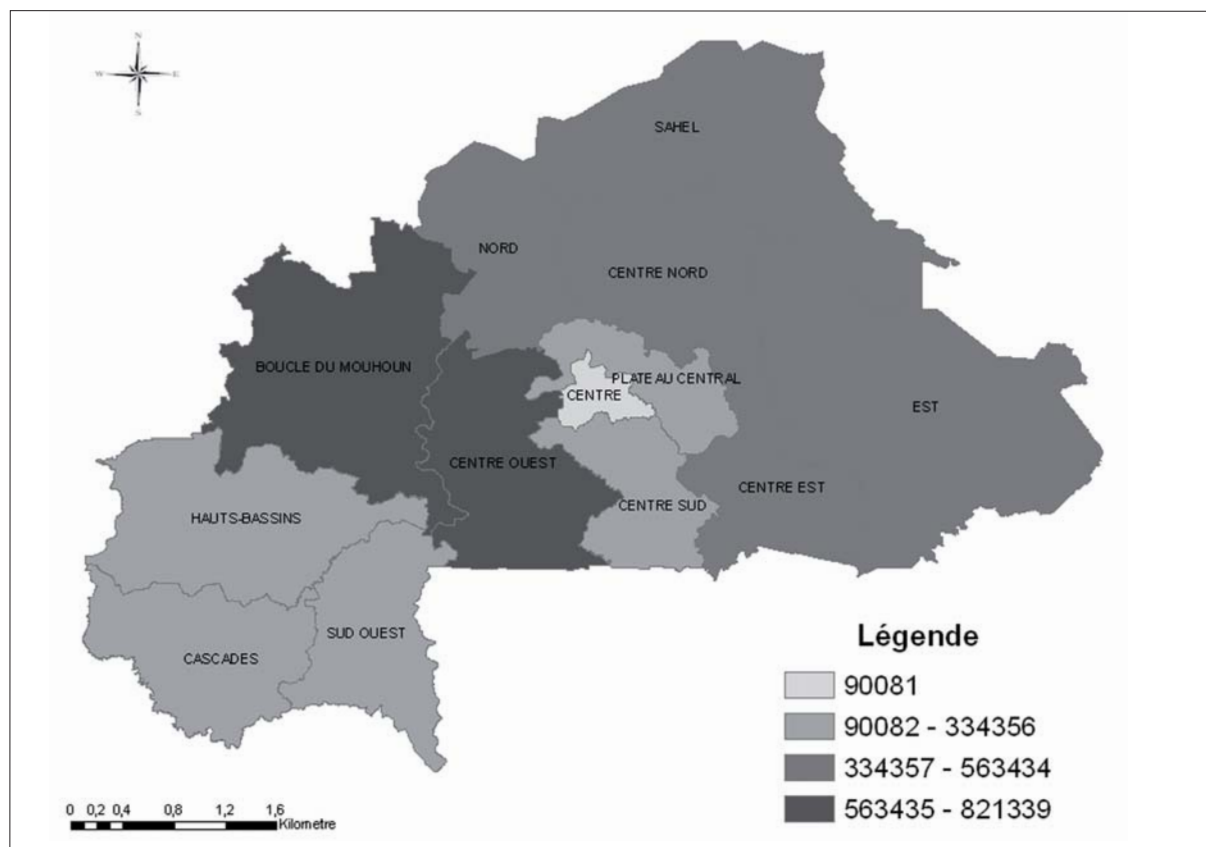 N
W E
S
SAHEL
NORD
CENTRE NORD
BOUCLE DU MOUHOUN
PLATEAU CENTRAL
CENTRE
EST
CENTRE OUEST
CENTRE EST
CENTRE SUD
HAUTS-BASSINS
SUD OUEST
CASCADES
Légende
90081
90082 - 334356
334357 - 563434
563435 - 821339
0 0,2 0,4 0,8 1,2 1,6
Kilometre